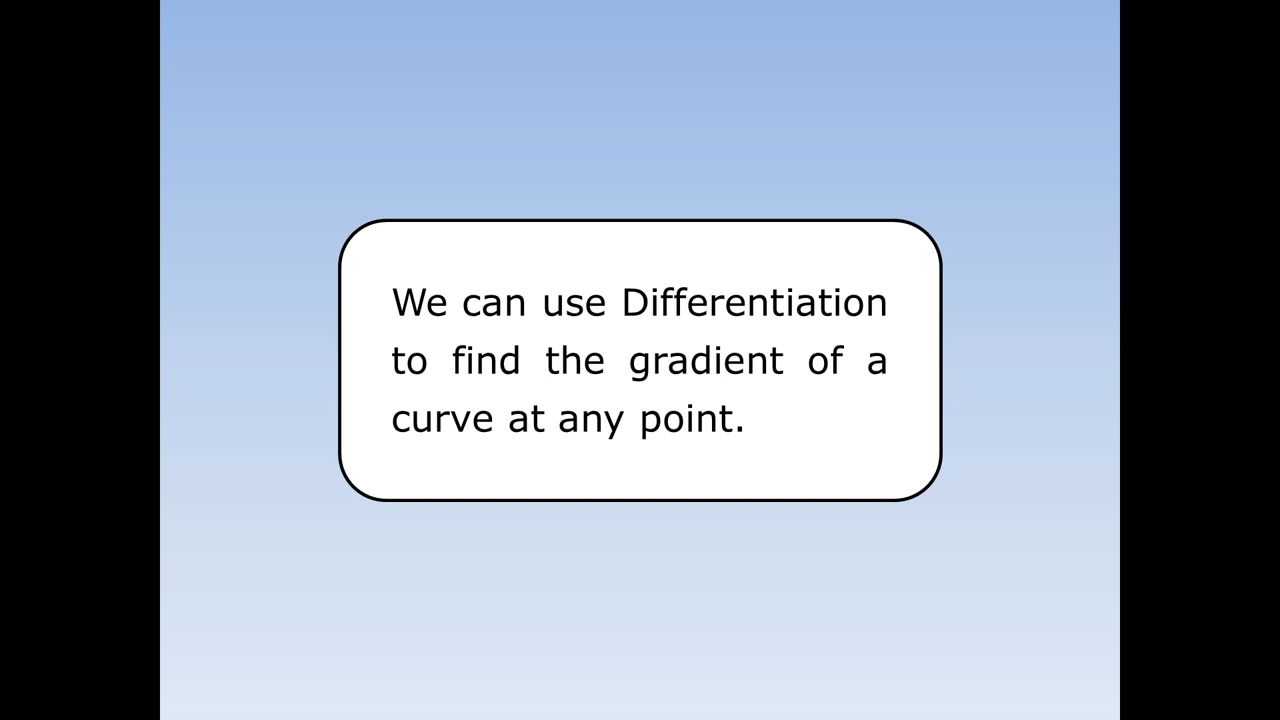 We can use Differentiation
to find the gradient of a
curve at any point.